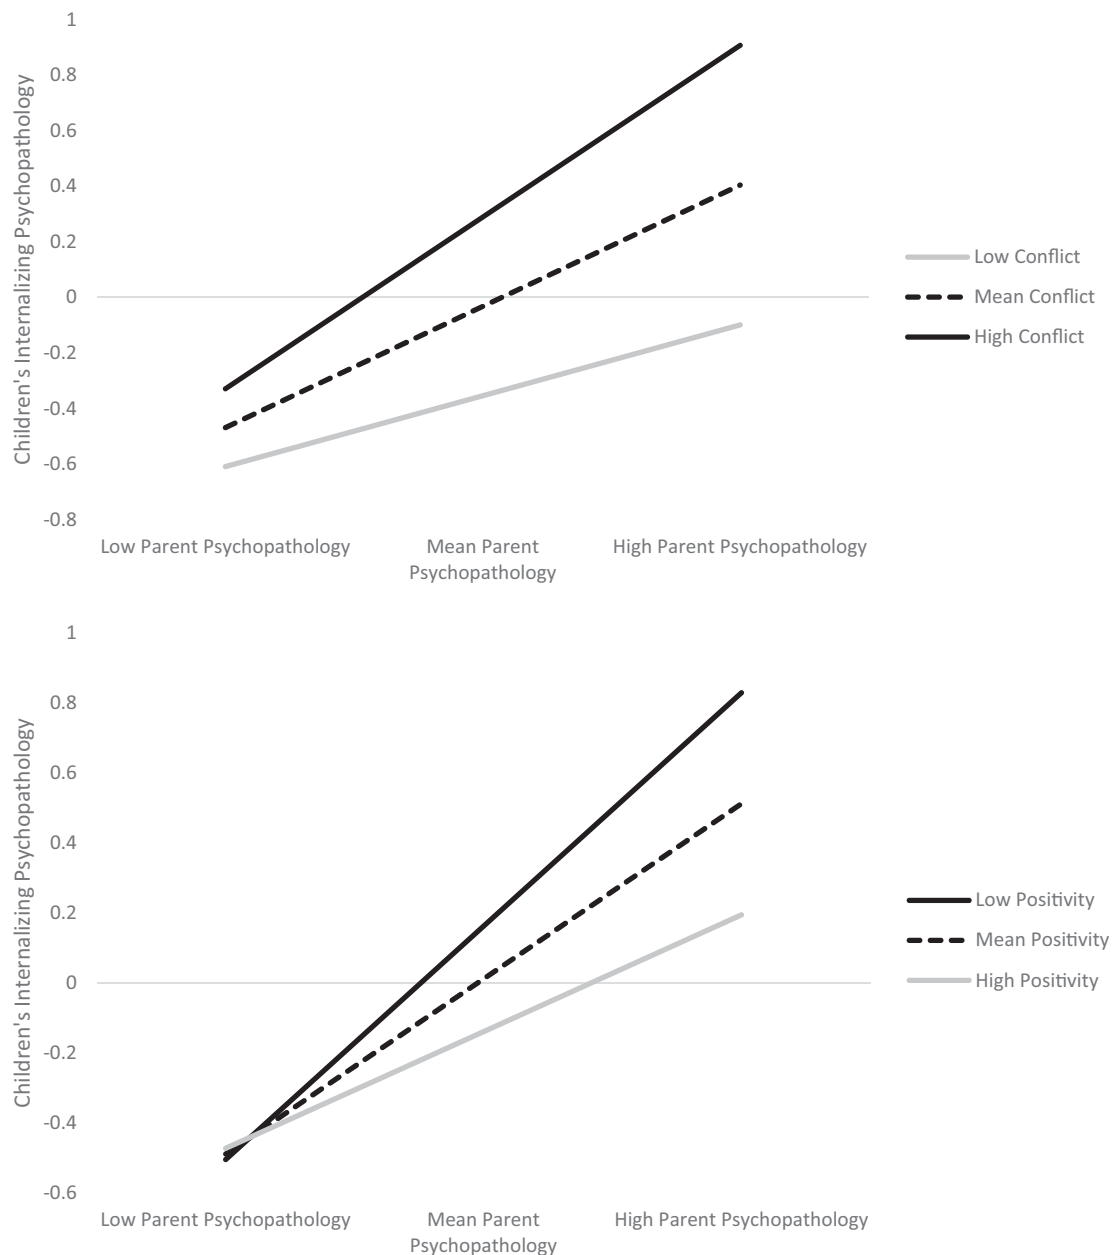 1
0.8
0.6
0.4
0.2
0
-0.2
-0.4
-0.6
-0.8
Children's Internalizing Psychopathology
Low Parent Psychopathology
Mean Parent
Psychopathology
High Parent Psychopathology
Low Conflict
Mean Conflict
High Conflict
1
0.8
0.6
0.4
0.2
0
-0.2
-0.4
-0.6
Children's Internalizing Psychopathology
Low Parent Psychopathology
Mean Parent
Psychopathology
High Parent Psychopathology
Low Positivity
Mean Positivity
High Positivity